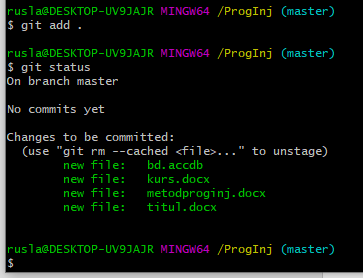 rusla@DESKTOP-UV9JAJR MINGW64 /ProgInj (master)
$ git add .
rusla@DESKTOP-UV9JAJR MINGW64 /ProgInj (master)
$ git status
On branch master
No commits yet
Changes to be committed:
(use "git rm --cached <file>..." to unstage)
new file: bd.accdb
new file: kurs.docx
new file: metodproginj.docx
new file: titul.docx
rusla@DESKTOP-UV9JAJR MINGW64 /ProgInj (master)
$